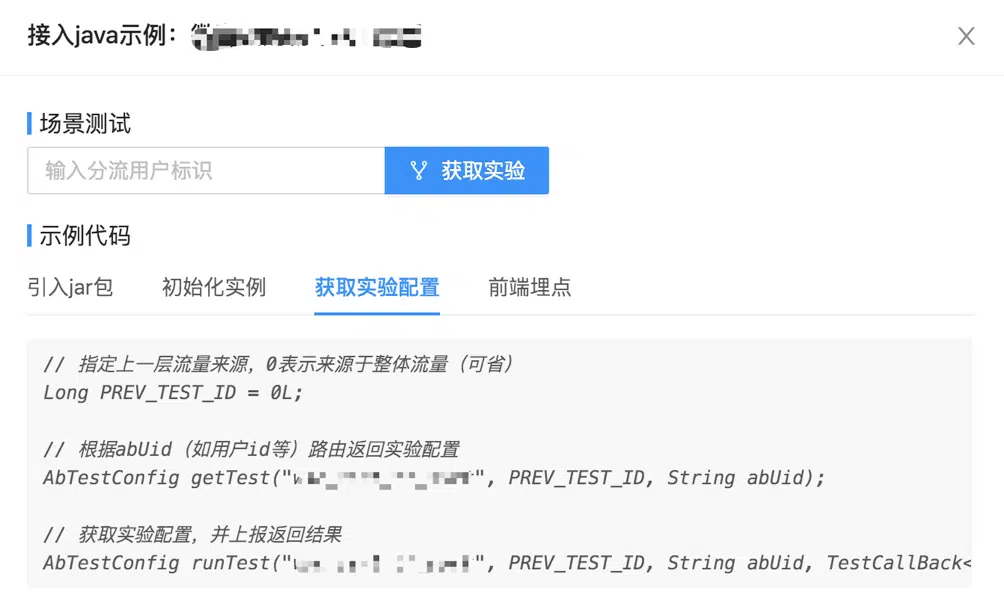 接入java示例：
场景测试
输入分流用户标识
获取实验
示例代码
引入jar包 初始化实例 获取实验配置 前端埋点
// 指定上一层流量来源，0表示来源于整体流量（可省）
Long PREV_TEST_ID = 0L;
// 根据abUid（如用户id等）路由返回实验配置
AbTestConfig getTest("", PREV_TEST_ID, String abUid);
// 获取实验配置，并上报返回结果
AbTestConfig runTest("", PREV_TEST_ID, String abUid, TestCallBack<